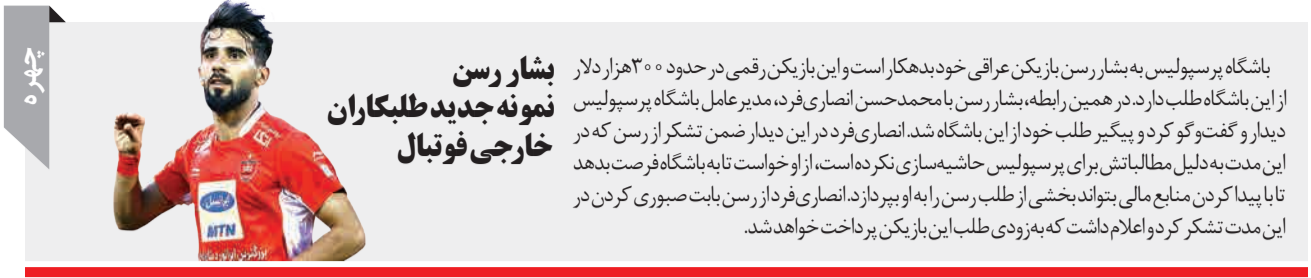 چهره
بشار رسن
نمونه جدید طلبکاران
خارجی فوتبال
باشگاه پرسپولیس به بشار رسن بازیکن عراقی خود بدهکار است و این بازیکن رقمی در حدود ۳۰۰هزار دلار
از این باشگاه طلب دارد. در همین رابطه، بشار رسن با محمدحسن انصاری‌فرد، مدیرعامل باشگاه پرسپولیس
دیدار و گفت‌وگو کرد و پیگیر طلب خود از این باشگاه شد. انصاری‌فرد در این دیدار ضمن تشکر از رسن که در
این مدت به دلیل مطالباتش برای پرسپولیس حاشیه‌سازی نکرده‌است، از او خواست تا به باشگاه فرصت بدهد
تا با پیدا کردن منابع مالی بتواند بخشی از طلب رسن را به او بپردازد. انصاری‌فرد از رسن بابت صبوری کردن در
این مدت تشکر کرد و اعلام داشت که به‌زودی طلب این بازیکن پرداخت خواهد شد.
ایرانسل
MTN